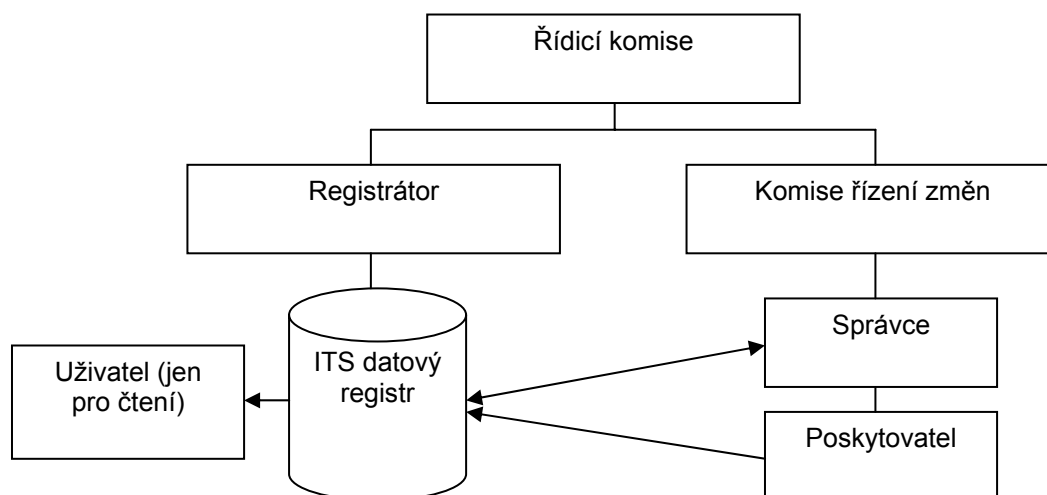 Řídicí komise
Registrátor
Komise řízení změn
Správce
ITS datový
registr
Uživatel (jen
pro čtení)
Poskytovatel